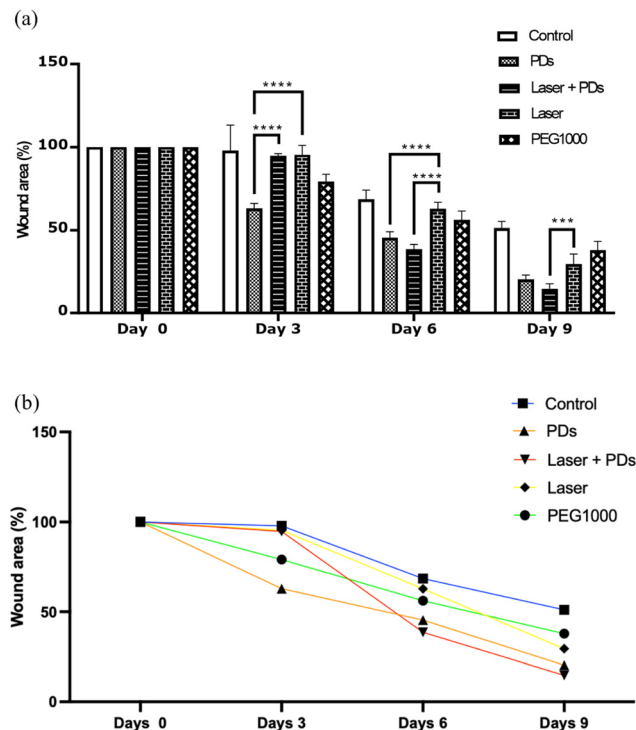 (a)
Control
PDs
Laser + PDs
Laser
PEG1000
Wound area (%)
150
100
50
0
****
****
****
****
***
Day 0 Day 3 Day 6 Day 9
(b)
Control
PDs
Laser + PDs
Laser
PEG1000
Wound area (%)
150
100
50
0
Days 0 Days 3 Days 6 Days 9